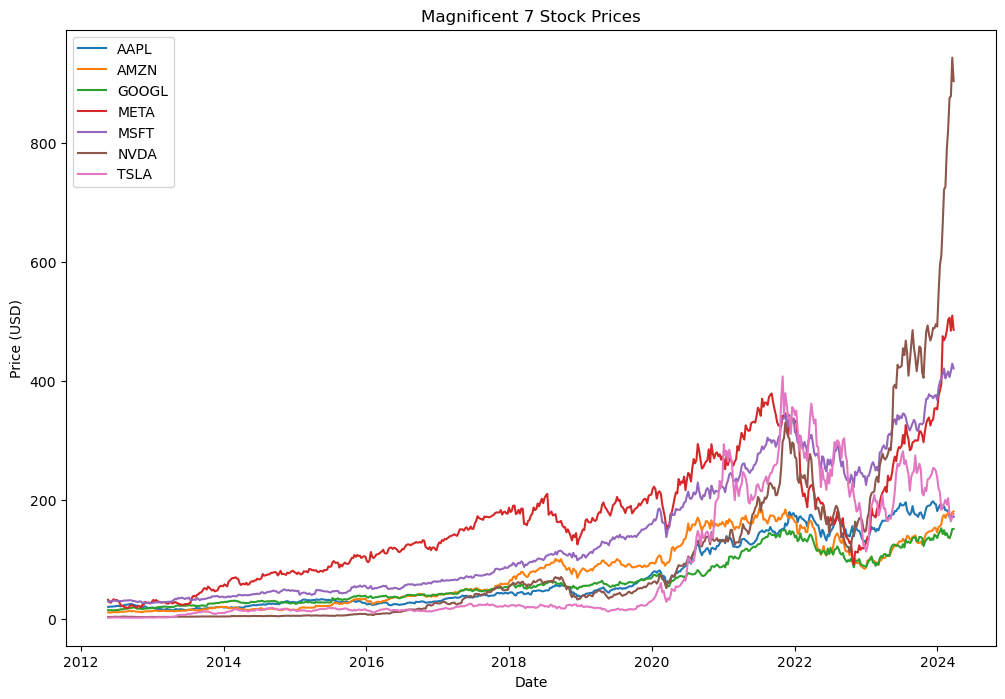 Magnificent 7 Stock Prices
AAPL
AMZN
GOOGL
META
MSFT
NVDA
TSLA
800
600
400
200
0
Price (USD)
2012 2014 2016 2018 2020 2022 2024
Date